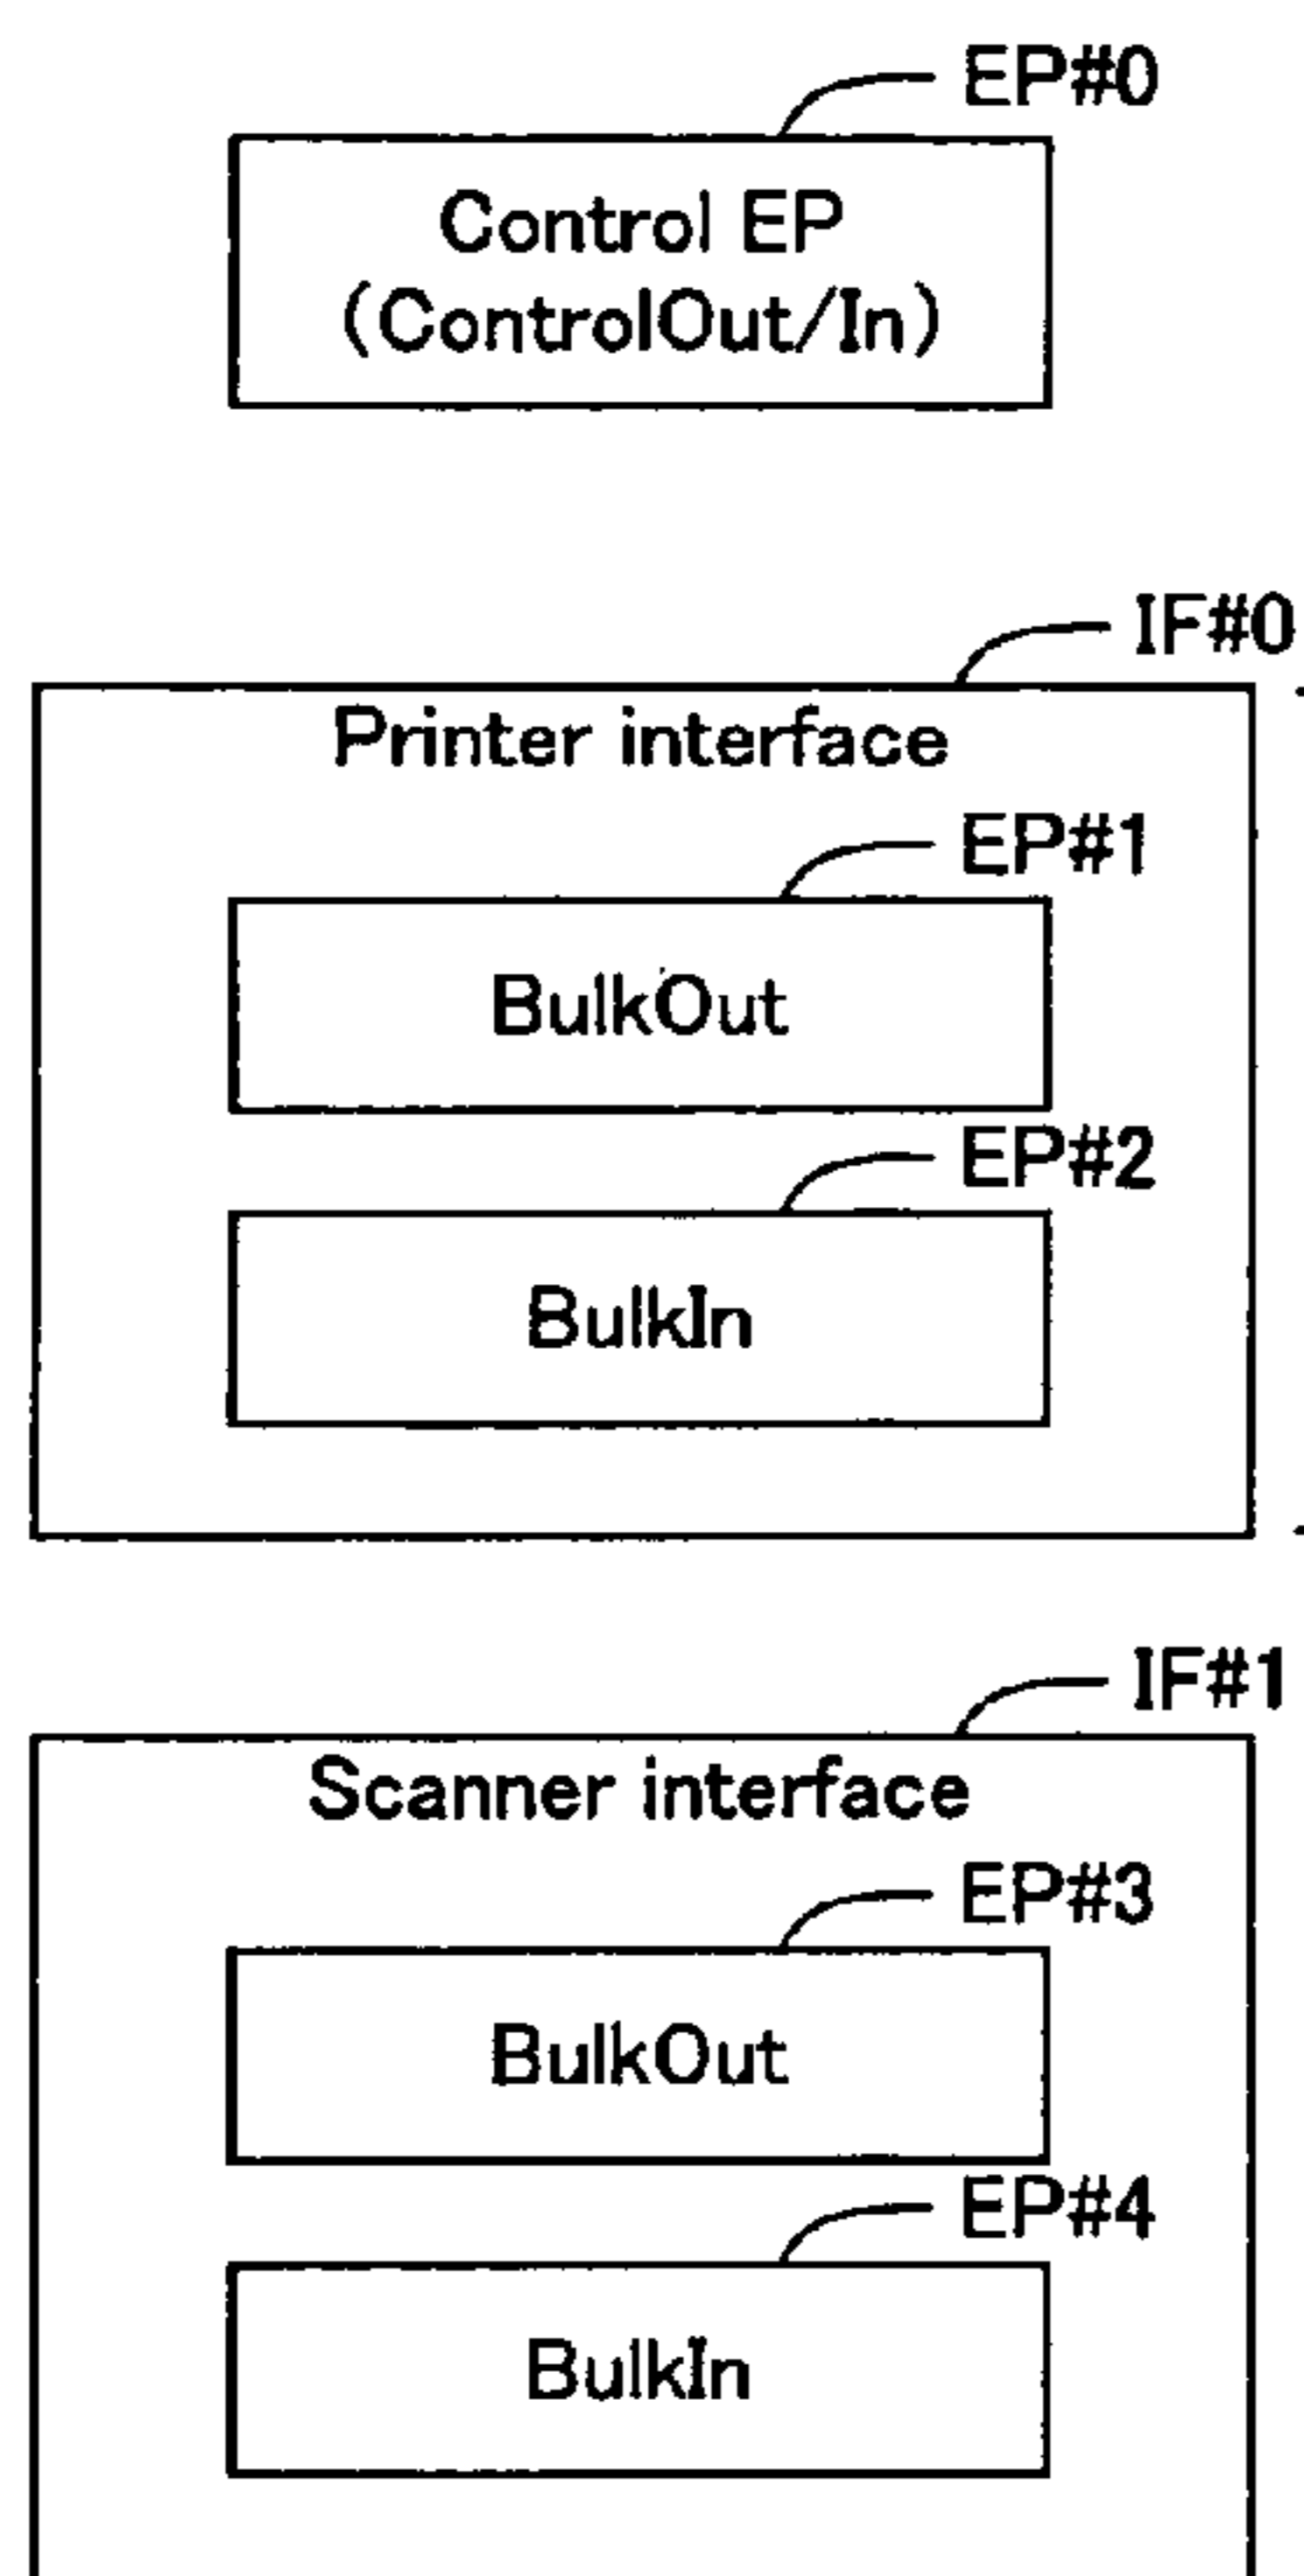 EP#0
Control EP
(ControlOut/In)
IF#0
Printer interface
EP#1
BulkOut
EP#2
BulkIn
IF#1
Scanner interface
EP#3
BulkOut
EP#4
BulkIn